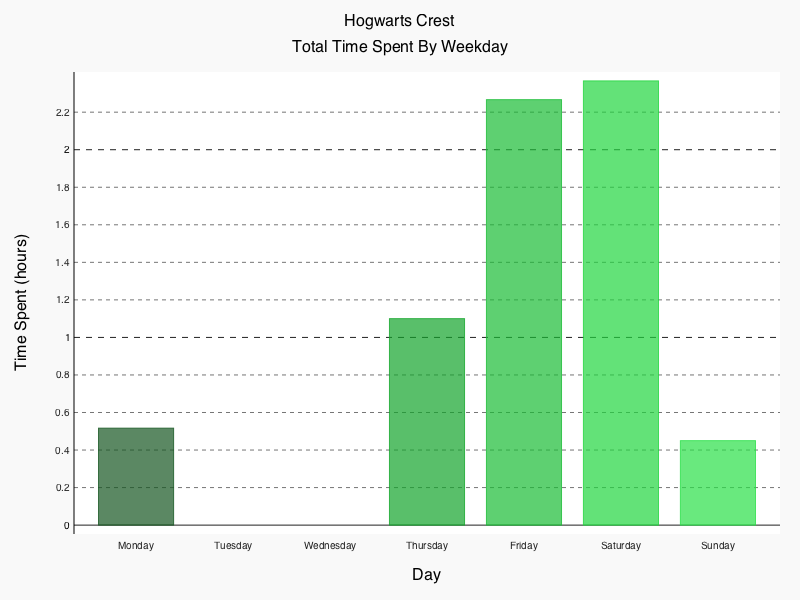 Hogwarts Crest
Total Time Spent By Weekday
Time Spent (hours)
2.2
2
1.8
1.6
1.4
1.2
1
0.8
0.6
0.4
0.2
0
Monday Tuesday Wednesday Thursday Friday Saturday Sunday
Day